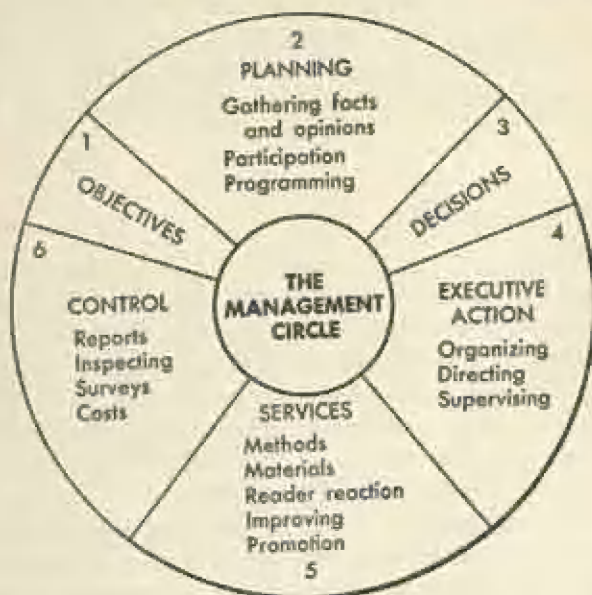 THE
MANAGEMENT
CIRCLE
1
OBJECTIVES
2
PLANNING
Gathering facts
and opinions
Participation
Programming
3
DECISIONS
4
EXECUTIVE
ACTION
Organizing
Directing
Supervising
SERVICES
Methods
Materials
Reader reaction
Improving
Promotion
5
6
CONTROL
Reports
Inspecting
Surveys
Costs